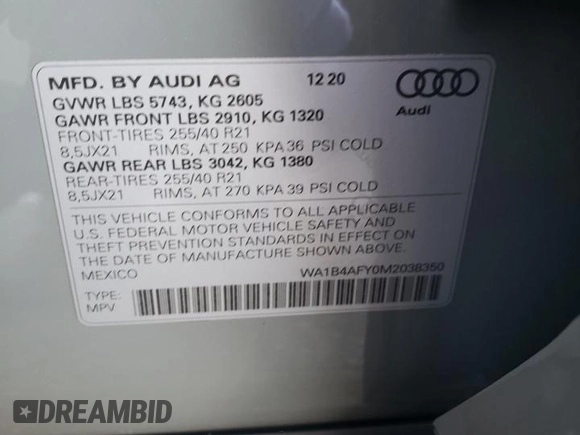 MFD. BY AUDI AG 12 20
GVWR LBS 5743, KG 2605
GAWR FRONT LBS 2910, KG 1320
FRONT-TIRES 255/40 R21
8,5JX21 RIMS, AT 250 KPA 36 PSI COLD
GAWR REAR LBS 3042, KG 1380
REAR-TIRES 255/40 R21
8,5JX21 RIMS, AT 270 KPA 39 PSI COLD
Audi
THIS VEHICLE CONFORMS TO ALL APPLICABLE
U.S. FEDERAL MOTOR VEHICLE SAFETY AND
THEFT PREVENTION STANDARDS IN EFFECT ON
THE DATE OF MANUFACTURE SHOWN ABOVE.
MEXICO WA1B4AFY0M2038350
TYPE:
MPV
DREAMBID